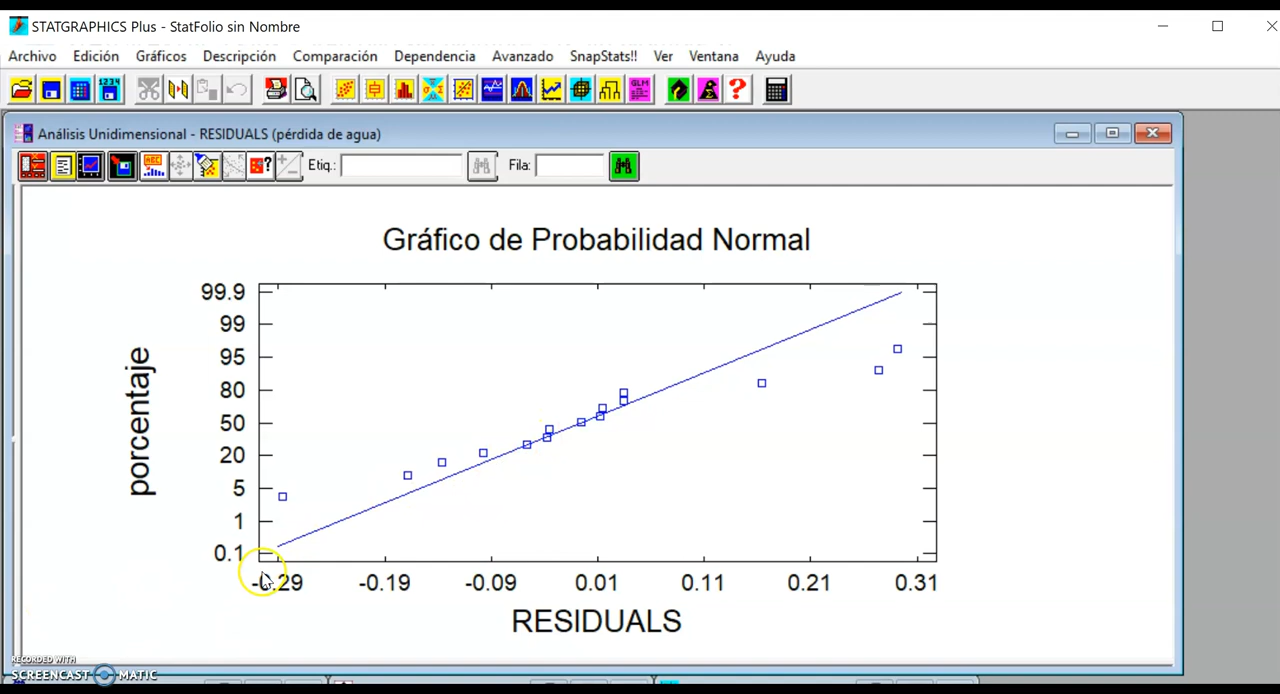 STATGRAPHICS Plus - StatFolio sin Nombre
Archivo Edición Gráficos Descripción Comparación Dependencia Avanzado SnapStats!! Ver Ventana Ayuda
1234
GLM
Análisis Unidimensional - RESIDUALS (pérdida de agua)
Etiq.: Fila:
Gráfico de Probabilidad Normal
porcentaje
99.9
99
95
80
50
20
5
1
0.1
-0.29 -0.19 -0.09 0.01 0.11 0.21 0.31
RESIDUALS
RECORDED WITH
SCREENCAST MATIC